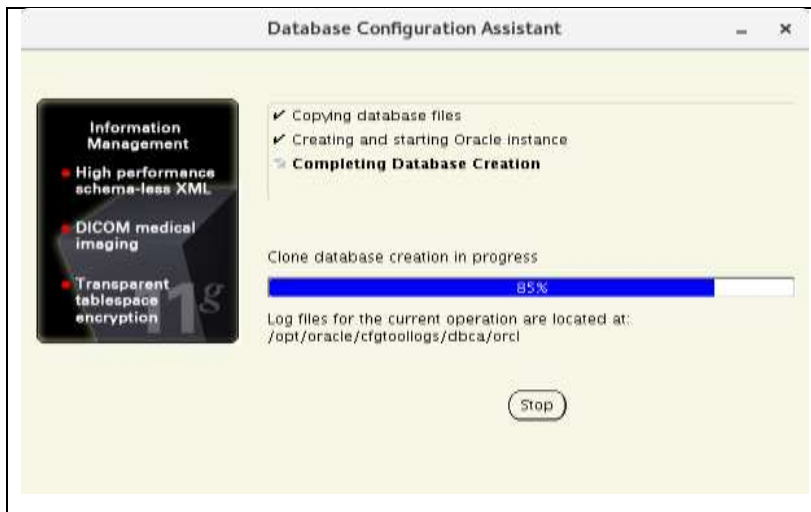 Database Configuration Assistant
Information
Management
High performance
schema-less XML
DICOM medical
imaging
Transparent
tablespace
encryption
11g
✔ Copying database files
✔ Creating and starting Oracle instance
Completing Database Creation
Clone database creation in progress
85%
Log files for the current operation are located at:
/opt/oracle/cfgtoollogs/dbca/orcl
Stop